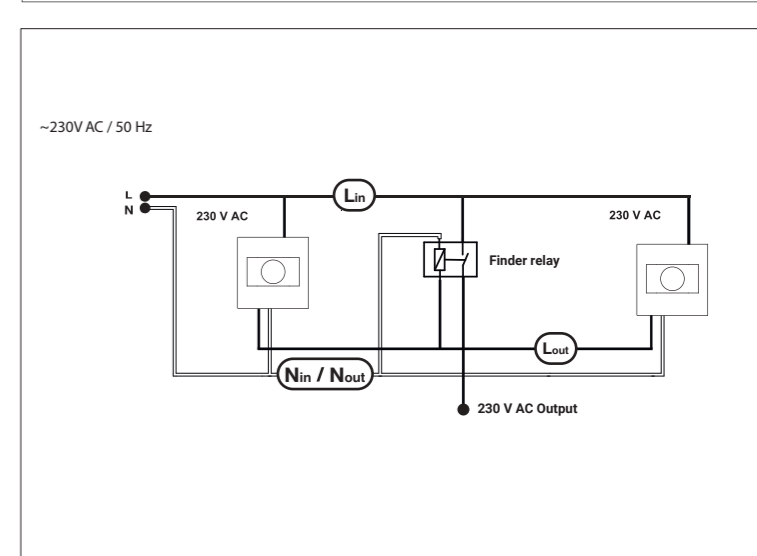 ~230V AC / 50 Hz
L
N
230 V AC
Lin
230 V AC
Finder relay
Lout
Nin / Nout
230 V AC Output